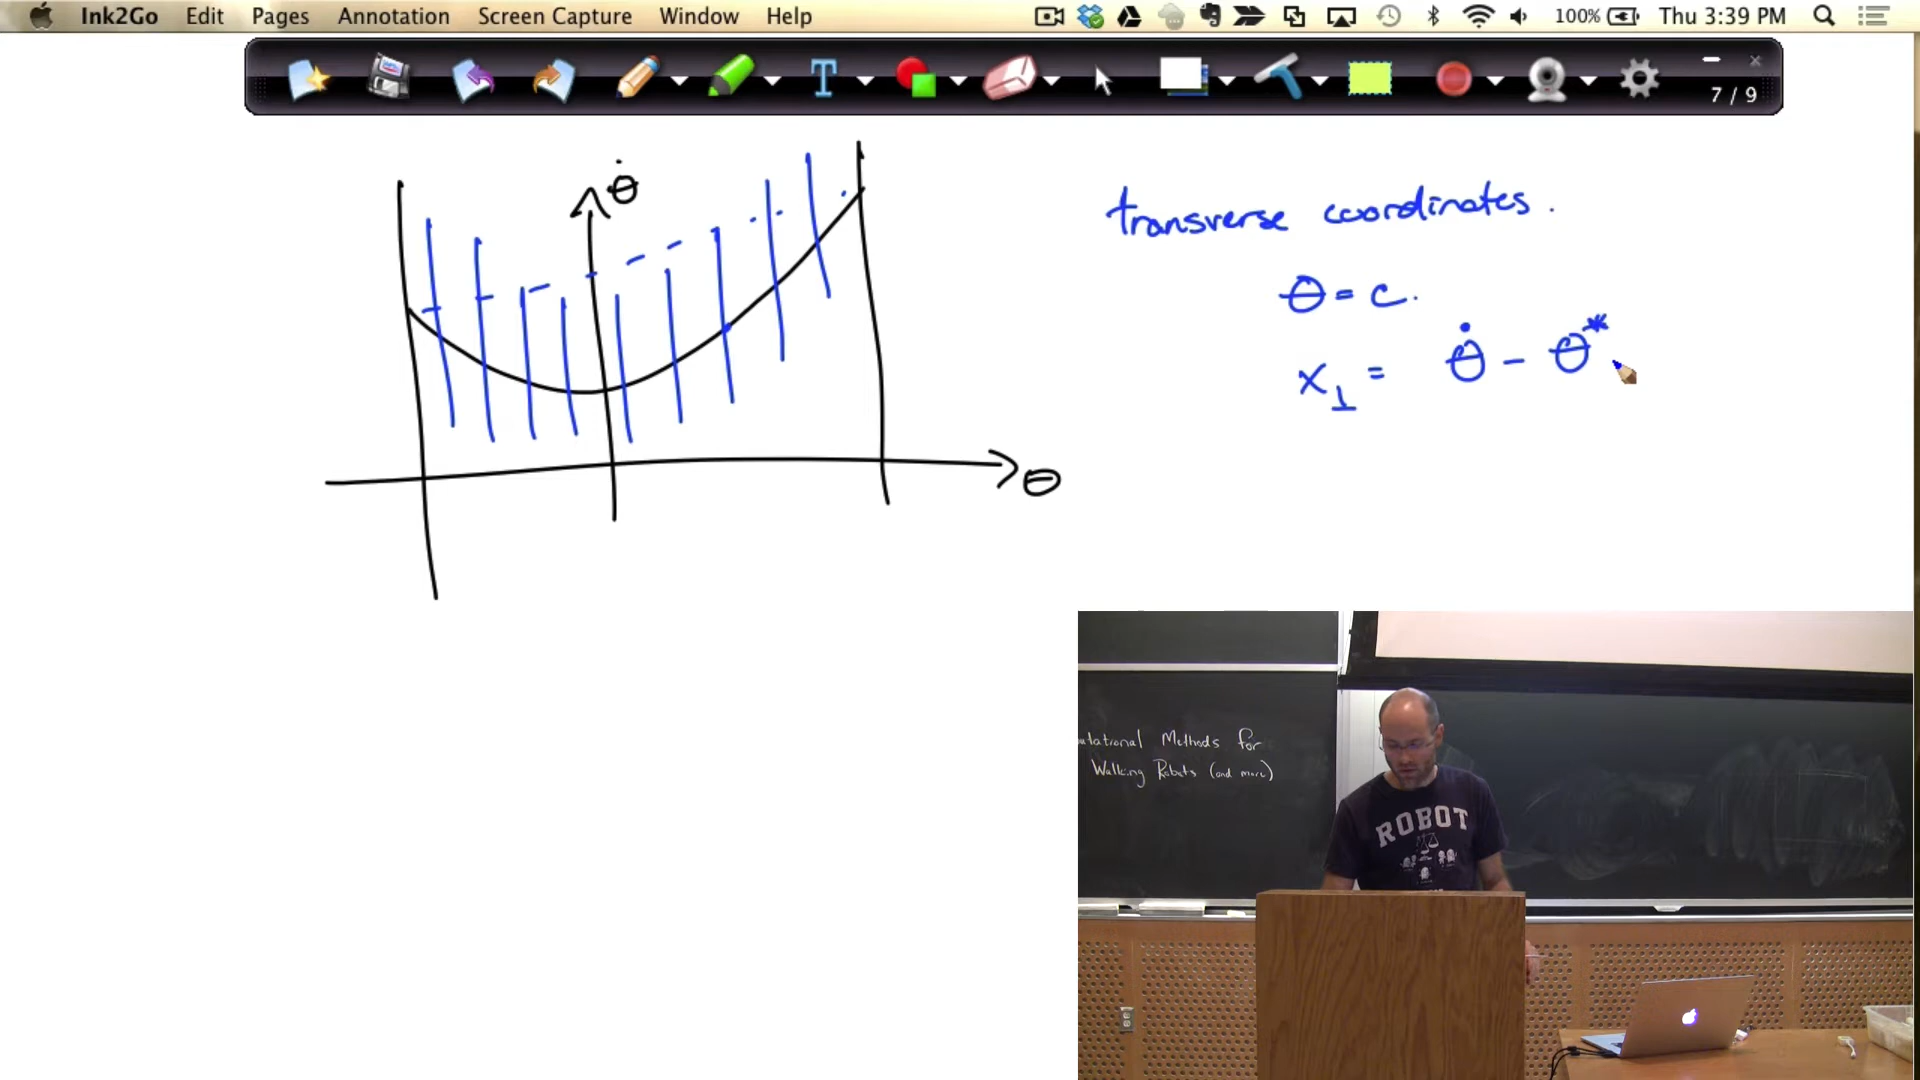 Ink2Go Edit Pages Annotation Screen Capture Window Help 100% Thu 3:39 PM
T
7 / 9
θ̇
transverse coordinates.
θ = c.
x⊥ = θ̇ - θ*
θ
Methods for
Walking Robots (and more)
ROBOT